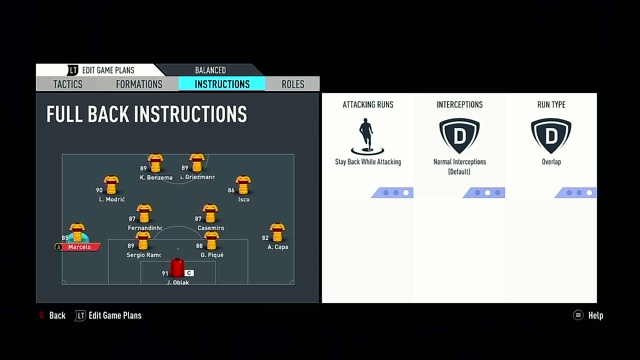 LT EDIT GAME PLANS BALANCED
TACTICS FORMATIONS INSTRUCTIONS ROLES
FULL BACK INSTRUCTIONS
ATTACKING RUNS
Stay Back While Attacking
INTERCEPTIONS
D
Normal Interceptions
(Default)
RUN TYPE
D
Overlap
89 K. Benzema
89 . Griezmann
90 L. Modrić
86 Isco
87 Fernandinho
87 Casemiro
85 Marcelo
89 Sergio Ramo
88 G. Piqué
82 A. Capa
91 C
J. Oblak
Back LT Edit Game Plans
Help